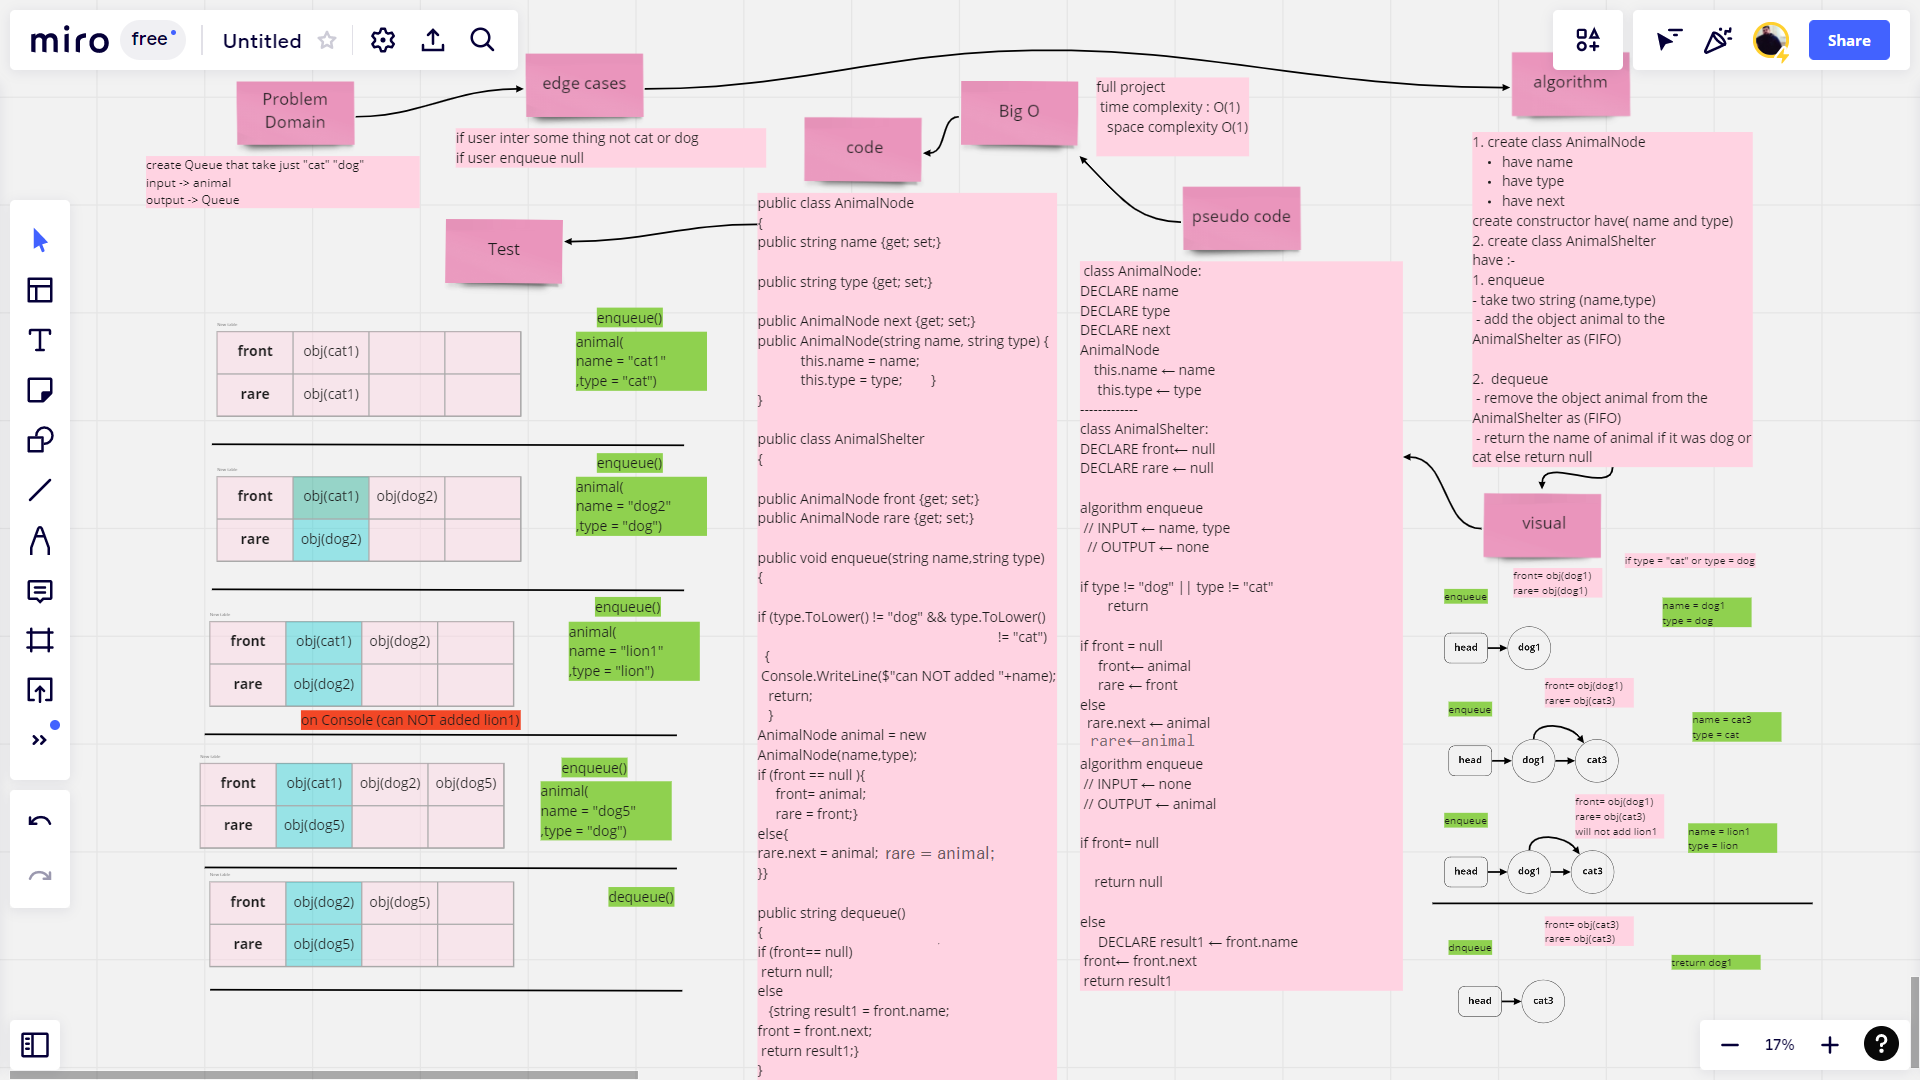 miro
free
Untitled
Share
Problem
Domain
create Queue that take just "cat" "dog"
input -> animal
output -> Queue
edge cases
if user inter some thing not cat or dog
if user enqueue null
Test
New table
front obj(cat1)
rare obj(cat1)
enqueue()
animal(
name = "cat1"
,type = "cat")
New table
front obj(cat1) obj(dog2)
rare obj(dog2)
enqueue()
animal(
name = "dog2"
,type = "dog")
New table
front obj(cat1) obj(dog2)
rare obj(dog2)
enqueue()
animal(
name = "lion1"
,type = "lion")
on Console (can NOT added lion1)
New table
front obj(cat1) obj(dog2) obj(dog5)
rare obj(dog5)
enqueue()
animal(
name = "dog5"
,type = "dog")
New table
front obj(dog2) obj(dog5)
rare obj(dog5)
dequeue()
code
public class AnimalNode
{
public string name {get; set;}
public string type {get; set;}
public AnimalNode next {get; set;}
public AnimalNode(string name, string type) {
this.name = name;
this.type = type; }
}
public class AnimalShelter
{
public AnimalNode front {get; set;}
public AnimalNode rare {get; set;}
public void enqueue(string name,string type)
{
if (type.ToLower() != "dog" && type.ToLower()
!= "cat")
{
Console.WriteLine($"can NOT added "+name);
return;
}
AnimalNode animal = new
AnimalNode(name,type);
if (front == null ){
front= animal;
rare = front;}
else{
rare.next = animal; rare = animal;
}}
public string dequeue()
{
if (front== null)
return null;
else
{string result1 = front.name;
front = front.next;
return result1;}
}
Big O
full project
time complexity : O(1)
space complexity O(1)
pseudo code
class AnimalNode:
DECLARE name
DECLARE type
DECLARE next
AnimalNode
this.name ← name
this.type ← type
-------------
class AnimalShelter:
DECLARE front← null
DECLARE rare ← null
algorithm enqueue
// INPUT ← name, type
// OUTPUT ← none
if type != "dog" || type != "cat"
return
if front = null
front← animal
rare ← front
else
rare.next ← animal
rare←animal
algorithm enqueue
// INPUT ← none
// OUTPUT ← animal
if front= null
return null
else
DECLARE result1 ← front.name
front← front.next
return result1
algorithm
1. create class AnimalNode
• have name
• have type
• have next
create constructor have( name and type)
2. create class AnimalShelter
have :-
1. enqueue
- take two string (name,type)
- add the object animal to the
AnimalShelter as (FIFO)
2. dequeue
- remove the object animal from the
AnimalShelter as (FIFO)
- return the name of animal if it was dog or
cat else return null
visual
if type = "cat" or type = dog
front= obj(dog1)
rare= obj(dog1)
enqueue
name = dog1
type = dog
head dog1
front= obj(dog1)
rare= obj(cat3)
enqueue
name = cat3
type = cat
head dog1 cat3
front= obj(dog1)
rare= obj(cat3)
will not add lion1
enqueue
name = lion1
type = lion
head dog1 cat3
front= obj(cat3)
rare= obj(cat3)
dnqueue
treturn dog1
head cat3
17%
?